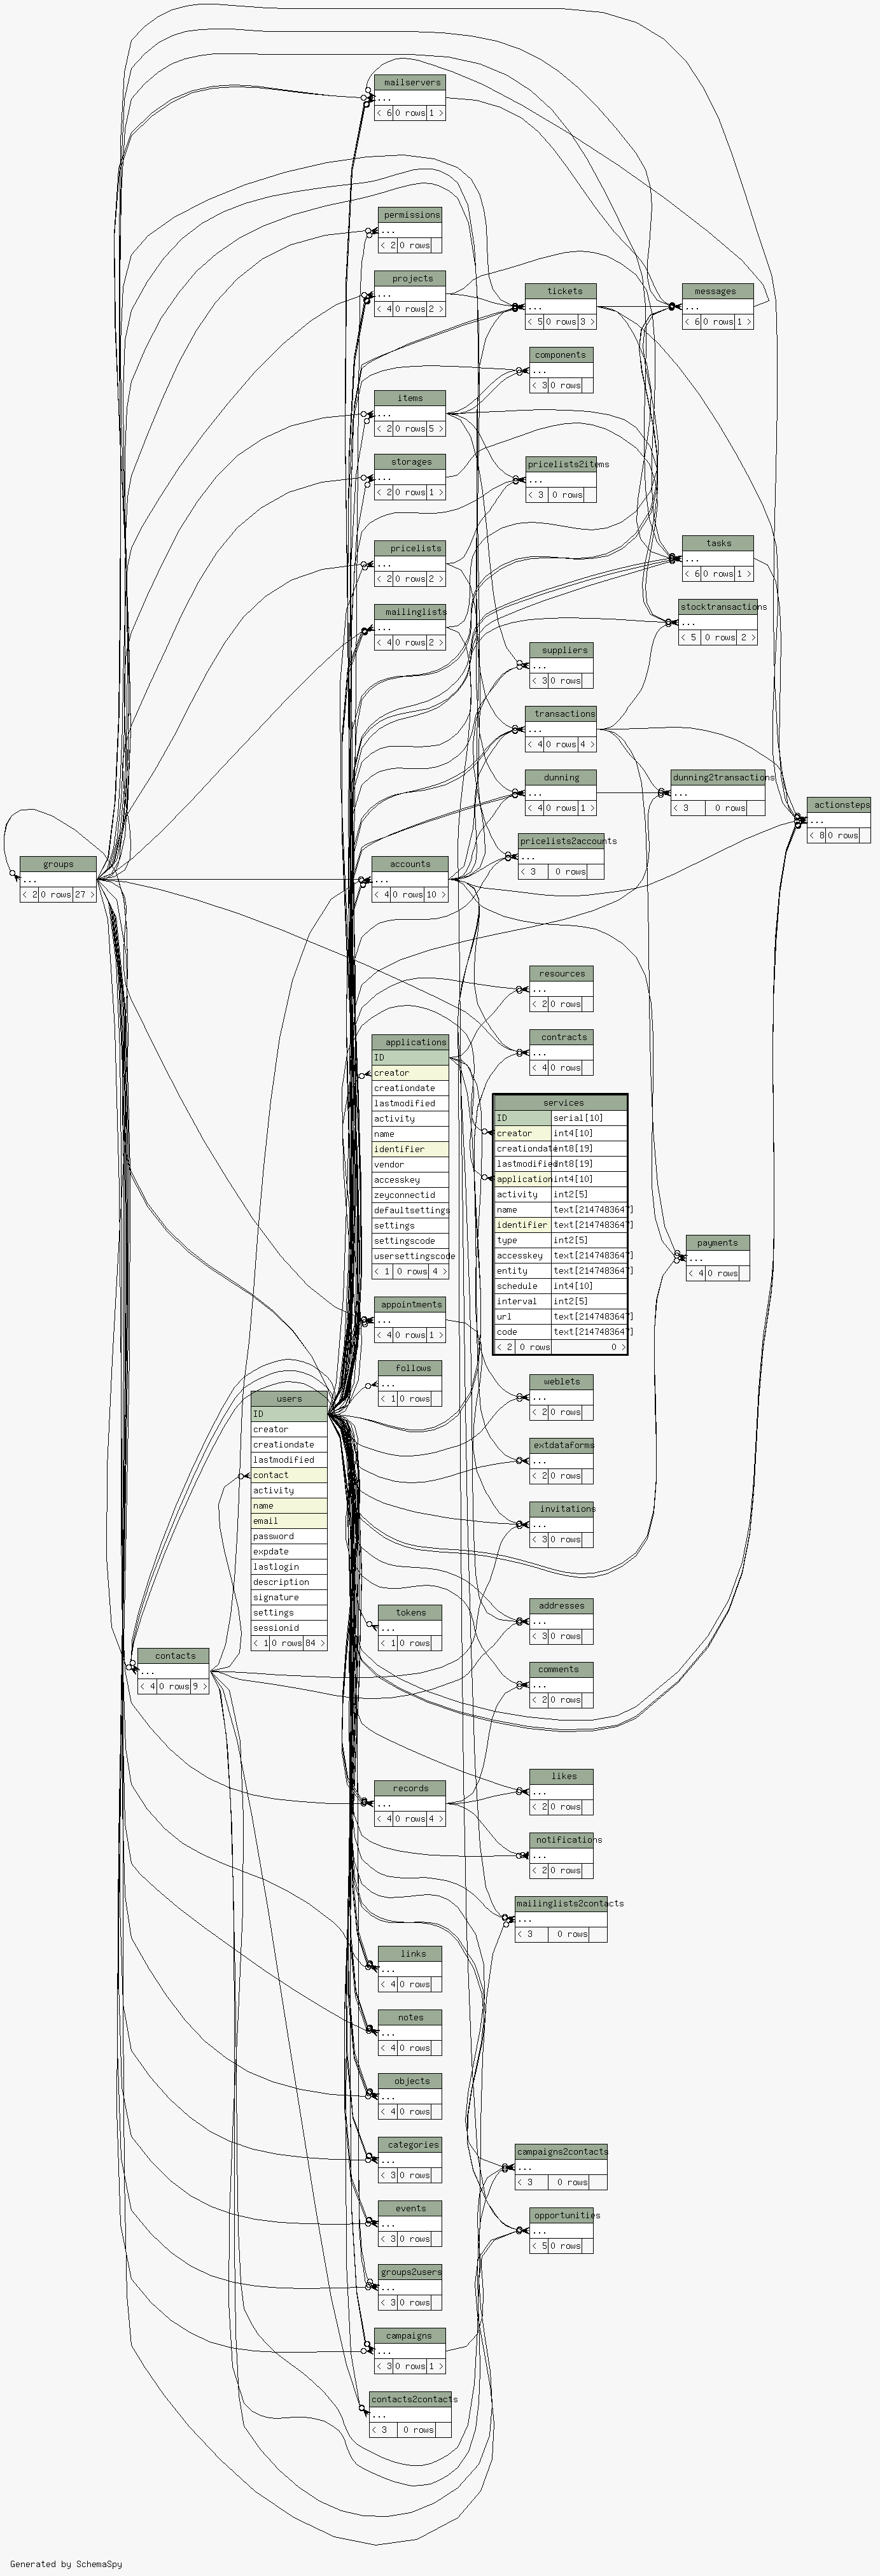 mailservers
...
< 6 0 rows 1 >
permissions
...
< 2 0 rows
projects
...
< 4 0 rows 2 >
tickets
...
< 5 0 rows 3 >
messages
...
< 6 0 rows 1 >
components
...
< 3 0 rows
items
...
< 2 0 rows 5 >
storages
...
< 2 0 rows 1 >
pricelists2items
...
< 3 0 rows
pricelists
...
< 2 0 rows 2 >
tasks
...
< 6 0 rows 1 >
mailinglists
...
< 4 0 rows 2 >
stocktransactions
...
< 5 0 rows 2 >
suppliers
...
< 3 0 rows
transactions
...
< 4 0 rows 4 >
dunning
...
< 4 0 rows 1 >
dunning2transactions
...
< 3 0 rows
actionsteps
...
< 8 0 rows
pricelists2accounts
...
< 3 0 rows
groups
...
< 2 0 rows 27 >
accounts
...
< 4 0 rows 10 >
resources
...
< 2 0 rows
contracts
...
< 4 0 rows
applications
ID
creator
creationdate
lastmodified
activity
name
identifier
vendor
accesskey
zeyconnectid
defaultsettings
settings
settingscode
usersettingscode
< 1 0 rows 4 >
services
ID serial[10]
creator int4[10]
creationdate int8[19]
lastmodified int8[19]
application int4[10]
activity int2[5]
name text[2147483647]
identifier text[2147483647]
type int2[5]
accesskey text[2147483647]
entity text[2147483647]
schedule int4[10]
interval int2[5]
url text[2147483647]
code text[2147483647]
< 2 0 rows 0 >
payments
...
< 4 0 rows
appointments
...
< 4 0 rows 1 >
follows
...
< 1 0 rows
weblets
...
< 2 0 rows
users
ID
creator
creationdate
lastmodified
contact
activity
name
email
password
expdate
lastlogin
description
signature
settings
sessionid
< 1 0 rows 84 >
extdataforms
...
< 2 0 rows
invitations
...
< 3 0 rows
addresses
...
< 3 0 rows
tokens
...
< 1 0 rows
contacts
...
< 4 0 rows 9 >
comments
...
< 2 0 rows
likes
...
< 2 0 rows
records
...
< 4 0 rows 4 >
notifications
...
< 2 0 rows
mailinglists2contacts
...
< 3 0 rows
links
...
< 4 0 rows
notes
...
< 4 0 rows
objects
...
< 4 0 rows
categories
...
< 3 0 rows
campaigns2contacts
...
< 3 0 rows
events
...
< 3 0 rows
opportunities
...
< 5 0 rows
groups2users
...
< 3 0 rows
campaigns
...
< 3 0 rows 1 >
contacts2contacts
...
< 3 0 rows
Generated by SchemaSpy